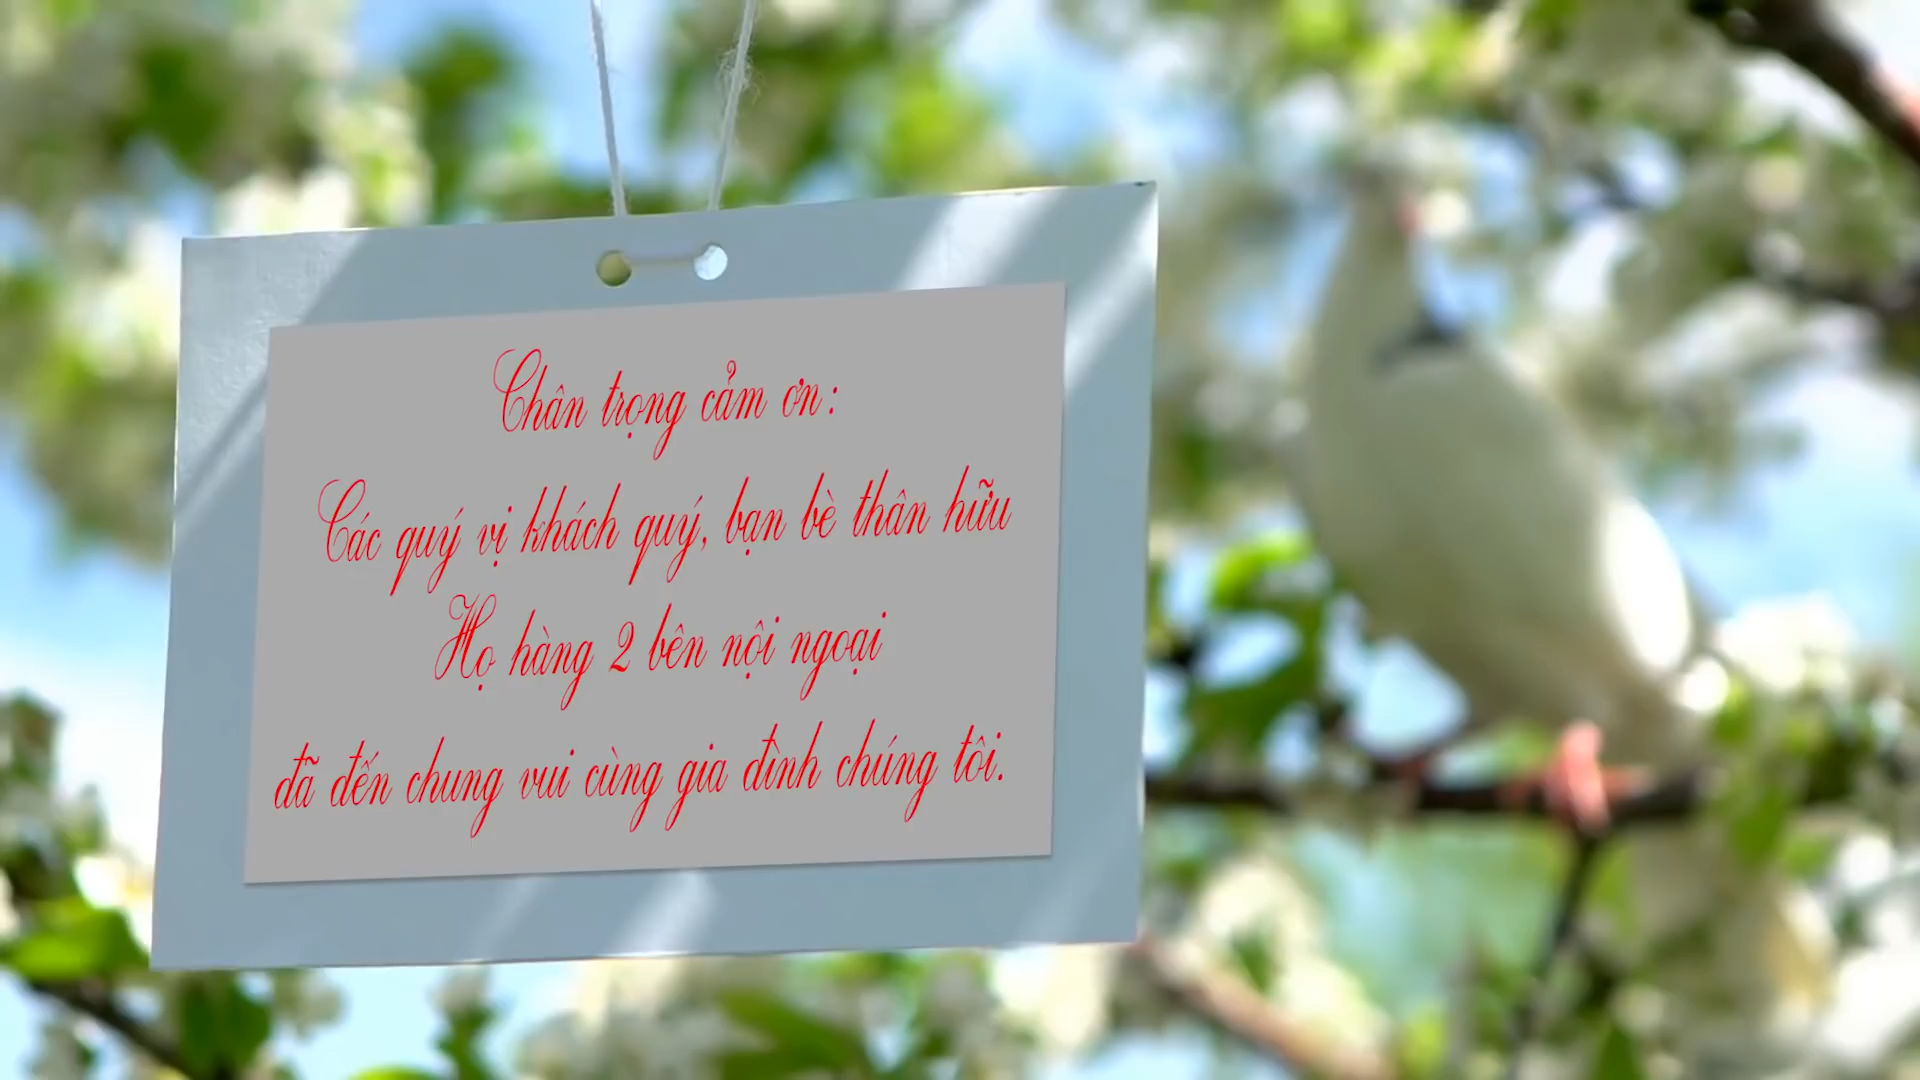 Chân trọng cảm ơn:
Các quý vị khách quý, bạn bè thân hữu
Họ hàng 2 bên nội ngoại
đã đến chung vui cùng gia đình chúng tôi.